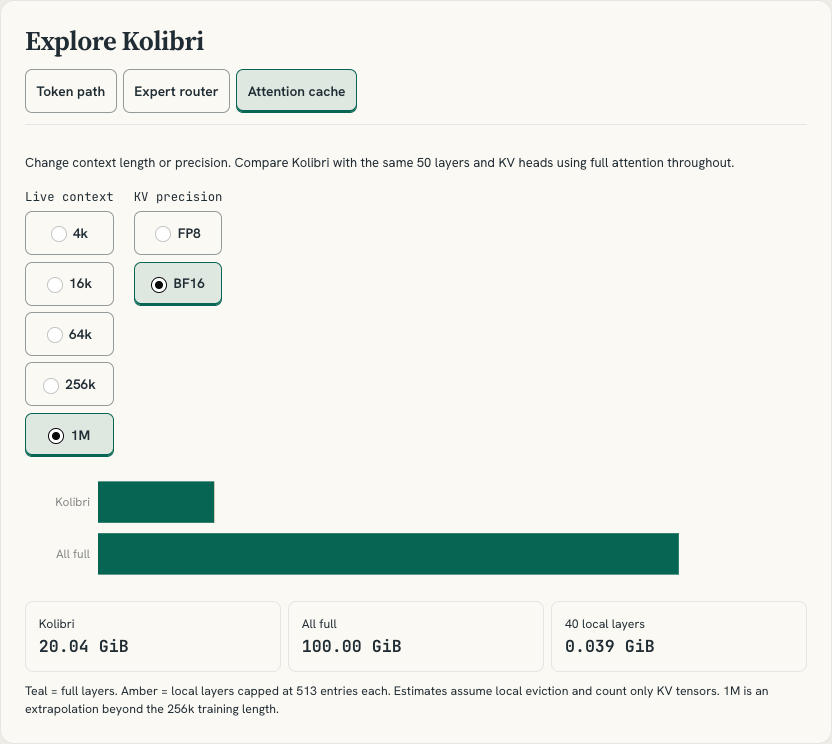 Explore Kolibri
Token path
Expert router
Attention cache
Change context length or precision. Compare Kolibri with the same 50 layers and KV heads using full attention throughout.
Live context
KV precision
4k
FP8
16k
BF16
64k
256k
1M
Kolibri
All full
Kolibri
20.04 GiB
All full
100.00 GiB
40 local layers
0.039 GiB
Teal = full layers. Amber = local layers capped at 513 entries each. Estimates assume local eviction and count only KV tensors. 1M is an
extrapolation beyond the 256k training length.